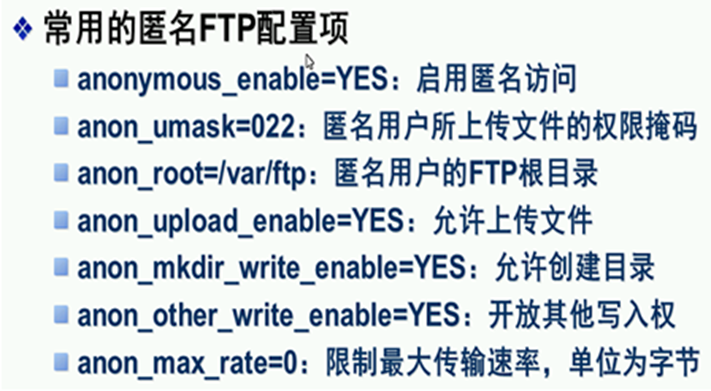 常用的匿名FTP配置项
anonymous_enable=YES：启用匿名访问
anon_umask=022：匿名用户所上传文件的权限掩码
anon_root=/var/ftp：匿名用户的FTP根目录
anon_upload_enable=YES：允许上传文件
anon_mkdir_write_enable=YES：允许创建目录
anon_other_write_enable=YES：开放其他写入权
anon_max_rate=0：限制最大传输速率，单位为字节